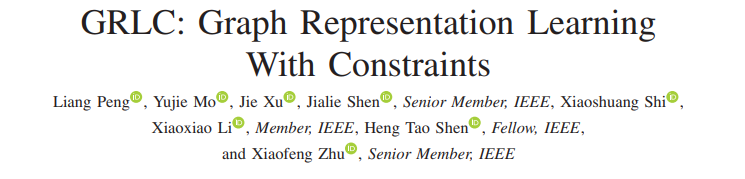 GRLC: Graph Representation Learning
With Constraints
Liang Peng, Yujie Mo, Jie Xu, Jialie Shen, Senior Member, IEEE, Xiaoshuang Shi,
Xiaoxiao Li, Member, IEEE, Heng Tao Shen, Fellow, IEEE,
and Xiaofeng Zhu, Senior Member, IEEE